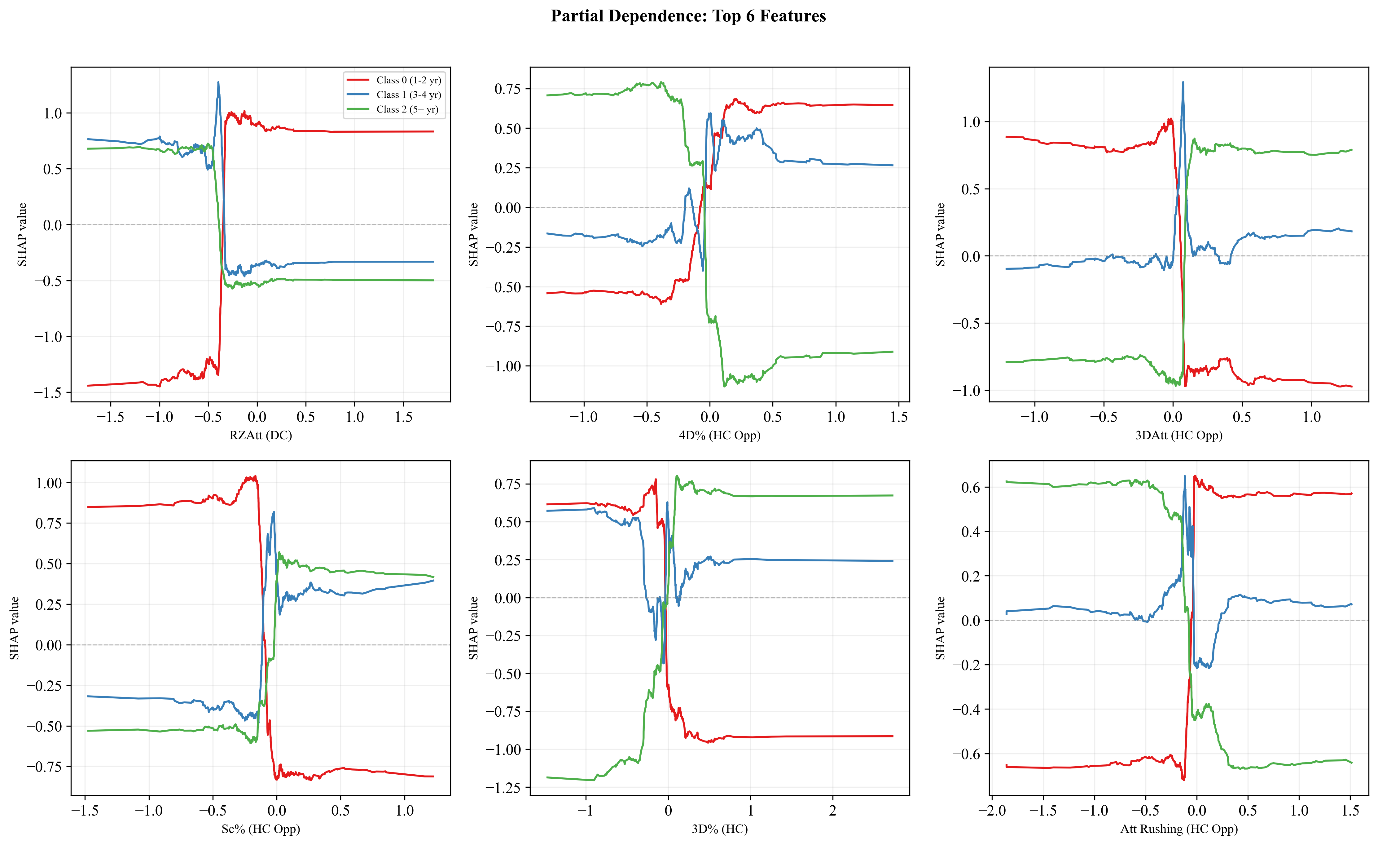 Partial Dependence: Top 6 Features
SHAP value
1.0
0.5
0.0
−0.5
−1.0
−1.5
Class 0 (1-2 yr)
Class 1 (3-4 yr)
Class 2 (5+ yr)
−1.5 −1.0 −0.5 0.0 0.5 1.0 1.5
RZAtt (DC)
SHAP value
0.75
0.50
0.25
0.00
−0.25
−0.50
−0.75
−1.00
−1.0 −0.5 0.0 0.5 1.0 1.5
4D% (HC Opp)
SHAP value
1.0
0.5
0.0
−0.5
−1.0
−1.0 −0.5 0.0 0.5 1.0
3DAtt (HC Opp)
SHAP value
1.00
0.75
0.50
0.25
0.00
−0.25
−0.50
−0.75
−1.5 −1.0 −0.5 0.0 0.5 1.0
Sc% (HC Opp)
SHAP value
0.75
0.50
0.25
0.00
−0.25
−0.50
−0.75
−1.00
−1.25
−1 0 1 2
3D% (HC)
SHAP value
0.6
0.4
0.2
0.0
−0.2
−0.4
−0.6
−2.0 −1.5 −1.0 −0.5 0.0 0.5 1.0 1.5
Att Rushing (HC Opp)